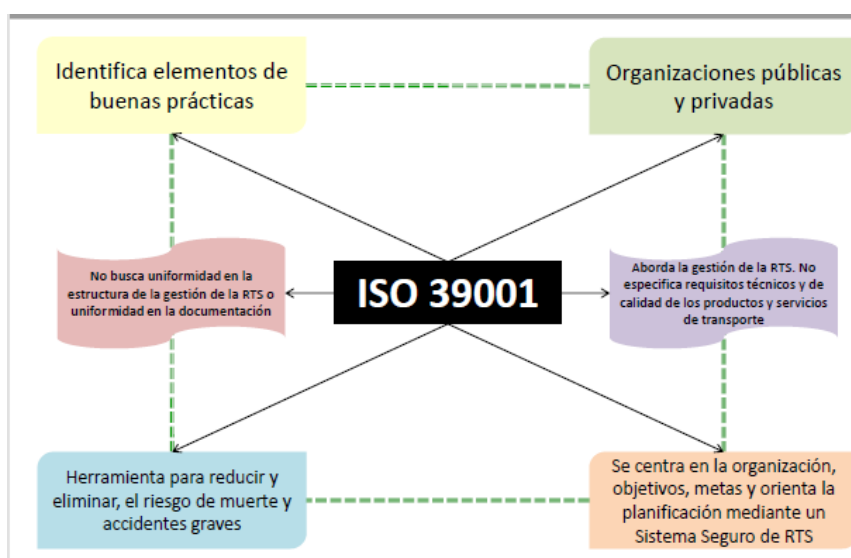 Identifica elementos de
buenas prácticas
Organizaciones públicas
y privadas
No busca uniformidad en la
estructura de la gestión de la RTS o
uniformidad en la documentación
ISO 39001
Aborda la gestión de la RTS. No
especifica requisitos técnicos y de
calidad de los productos y servicios
de transporte
Herramienta para reducir y
eliminar, el riesgo de muerte y
accidentes graves
Se centra en la organización,
objetivos, metas y orienta la
planificación mediante un
Sistema Seguro de RTS